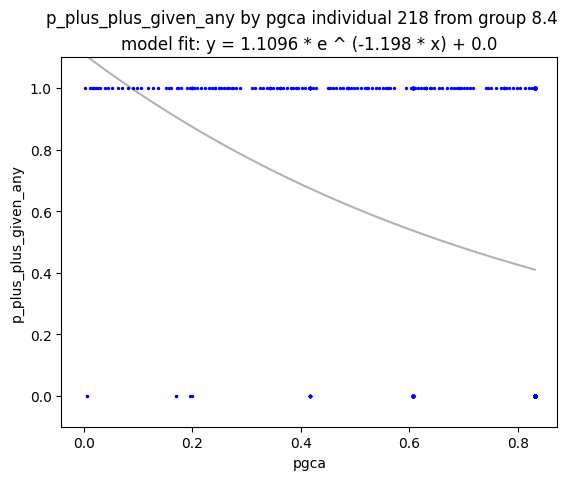 p_plus_plus_given_any by pgca individual 218 from group 8.4
model fit: y = 1.1096 * e ^ (-1.198 * x) + 0.0
1.0
0.8
0.6
0.4
0.2
0.0
p_plus_plus_given_any
0.0 0.2 0.4 0.6 0.8
pgca